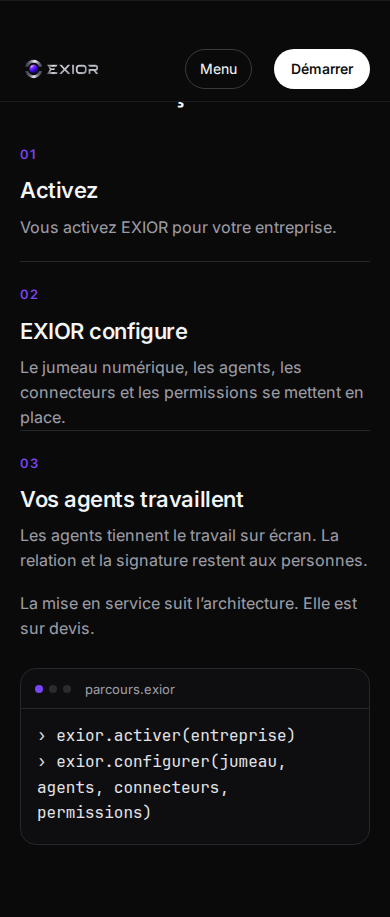 EXIOR
Menu
Démarrer
01
Activez
Vous activez EXIOR pour votre entreprise.
02
EXIOR configure
Le jumeau numérique, les agents, les
connecteurs et les permissions se mettent en
place.
03
Vos agents travaillent
Les agents tiennent le travail sur écran. La
relation et la signature restent aux personnes.
La mise en service suit l’architecture. Elle est
sur devis.
parcours.exior
› exior.activer(entreprise)
› exior.configurer(jumeau,
agents, connecteurs,
permissions)